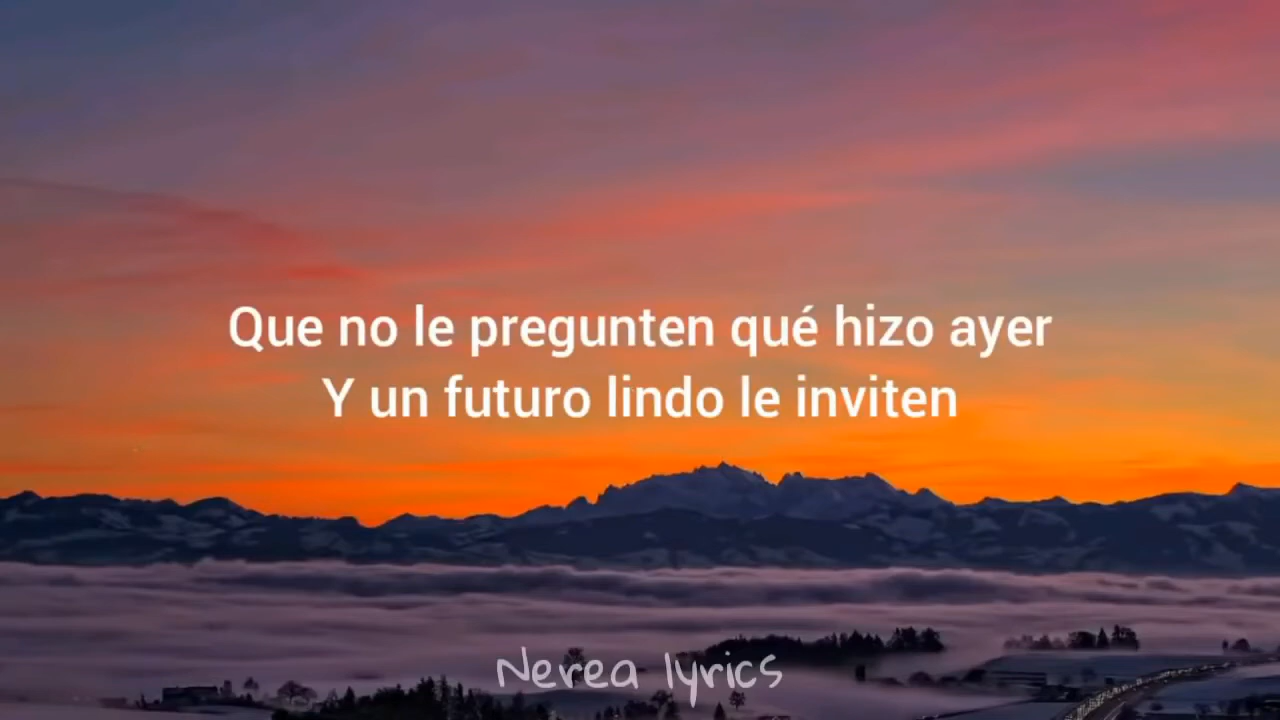 Que no le pregunten qué hizo ayer
Y un futuro lindo le inviten
Nerea lyrics